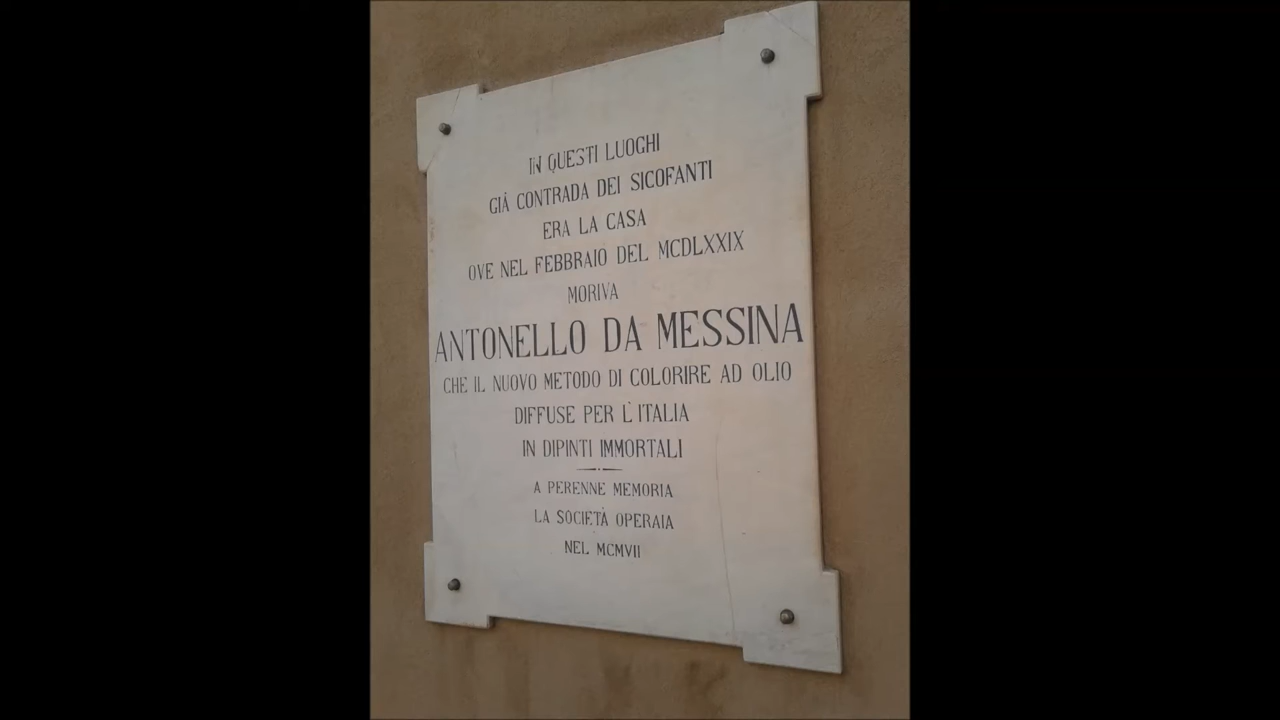 IN QUESTI LUOGHI
GIÀ CONTRADA DEI SICOFANTI
ERA LA CASA
OVE NEL FEBBRAIO DEL MCDLXXIX
MORIVA
ANTONELLO DA MESSINA
CHE IL NUOVO METODO DI COLORIRE AD OLIO
DIFFUSE PER L'ITALIA
IN DIPINTI IMMORTALI
A PERENNE MEMORIA
LA SOCIETÀ OPERAIA
NEL MCMVII